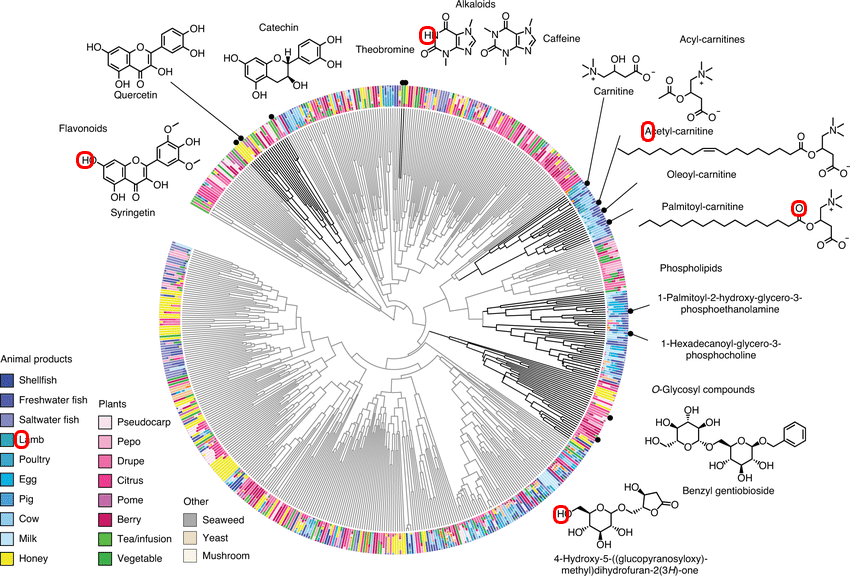 Alkaloids
Catechin
Theobromine
Caffeine
Acyl-carnitines
Quercetin
Carnitine
Flavonoids
Acetyl-carnitine
Oleoyl-carnitine
Syringetin
Palmitoyl-carnitine
Phospholipids
1-Palmitoyl-2-hydroxy-glycero-3-
phosphoethanolamine
1-Hexadecanoyl-glycero-3-
phosphocholine
O-Glycosyl compounds
Benzyl gentiobioside
4-Hydroxy-5-((glucopyranosyloxy)-
methyl)dihydrofuran-2(3H)-one
Animal products
Shellfish
Freshwater fish
Saltwater fish
Lamb
Poultry
Egg
Pig
Cow
Milk
Honey
Plants
Pseudocarp
Pepo
Drupe
Citrus
Pome
Berry
Tea/infusion
Vegetable
Other
Seaweed
Yeast
Mushroom